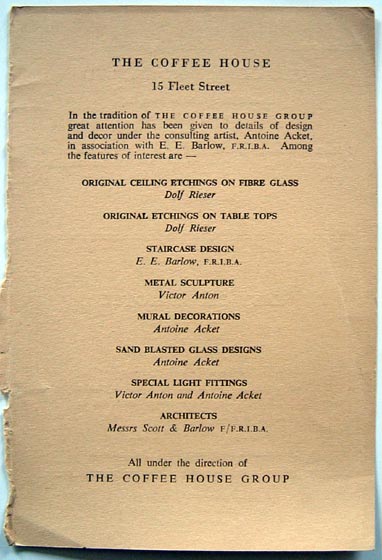 THE COFFEE HOUSE
15 Fleet Street
In the tradition of THE COFFEE HOUSE GROUP
great attention has been given to details of design
and decor under the consulting artist, Antoine Acket,
in association with E. E. Barlow, F.R.I.B.A. Among
the features of interest are —
ORIGINAL CEILING ETCHINGS ON FIBRE GLASS
Dolf Rieser
ORIGINAL ETCHINGS ON TABLE TOPS
Dolf Rieser
STAIRCASE DESIGN
E. E. Barlow, F.R.I.B.A.
METAL SCULPTURE
Victor Anton
MURAL DECORATIONS
Antoine Acket
SAND BLASTED GLASS DESIGNS
Antoine Acket
SPECIAL LIGHT FITTINGS
Victor Anton and Antoine Acket
ARCHITECTS
Messrs Scott & Barlow F/F.R.I.B.A.
All under the direction of
THE COFFEE HOUSE GROUP